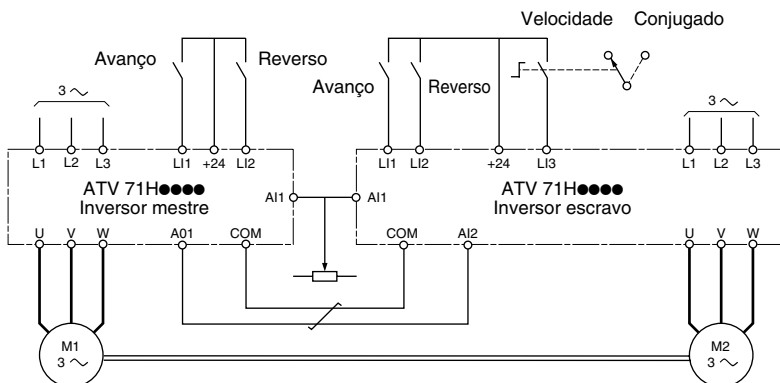 Velocidade Conjugado
Avanço Reverso
Avanço Reverso
3
3
L1 L2 L3 LI1 +24 LI2 LI1 LI2 +24 LI3 L1 L2 L3
ATV 71H●●●●
Inversor mestre
AI1 AI1
ATV 71H●●●●
Inversor escravo
U V W A01 COM COM AI2 U V W
M1
3
M2
3